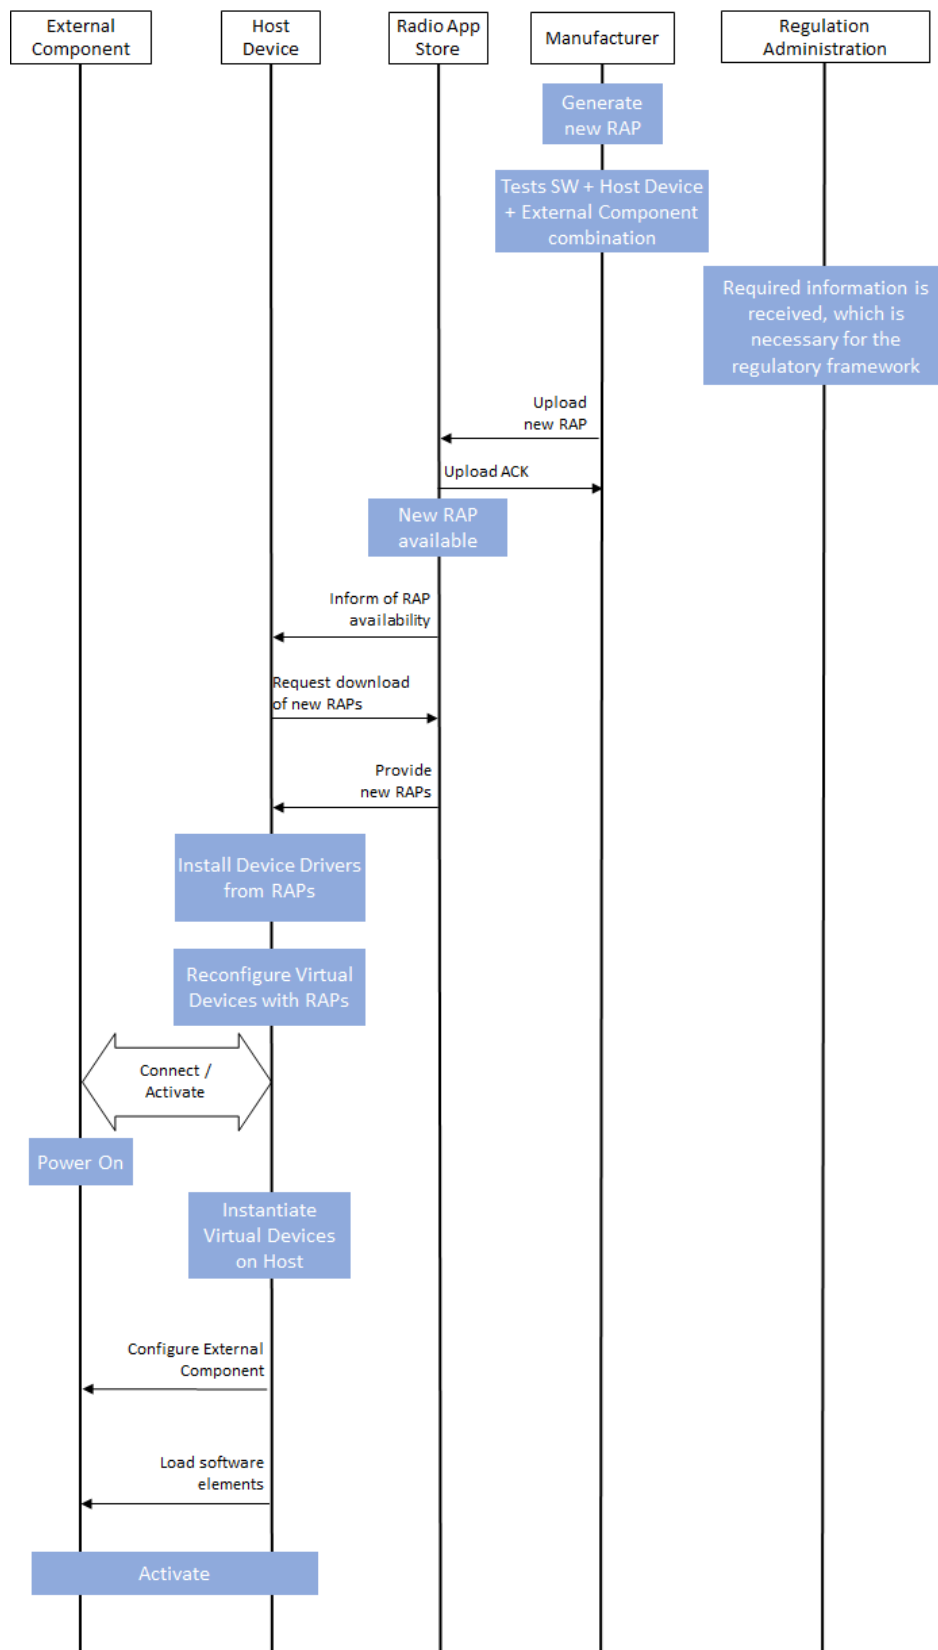 External
Component
Host
Device
Radio App
Store
Manufacturer
Regulation
Administration
Generate
new RAP
Tests SW + Host Device
+ External Component
combination
Required information is
received, which is
necessary for the
regulatory framework
Upload
new RAP
Upload ACK
New RAP
available
Inform of RAP
availability
Request download
of new RAPs
Provide
new RAPs
Install Device Drivers
from RAPs
Reconfigure Virtual
Devices with RAPs
Connect /
Activate
Power On
Instantiate
Virtual Devices
on Host
Configure External
Component
Load software
elements
Activate